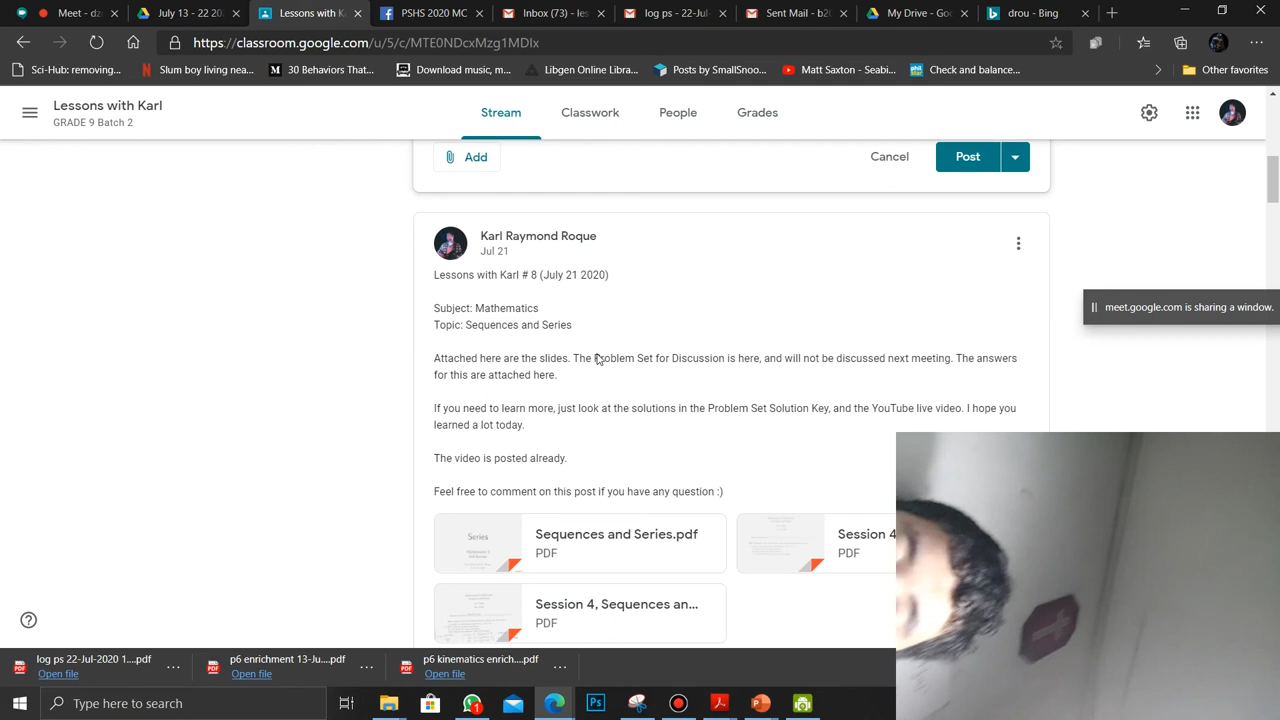 Meet - dz
July 13 - 22 20
Lessons with Ka
PSHS 2020 MC
Inbox (73) - les
log ps - 22-Jul
Sent Mail - b20
My Drive - Goo
drou - Bing
https://classroom.google.com/u/5/c/MTE0NDcxMzg1MDIx
Sci-Hub: removing...
Slum boy living nea...
30 Behaviors That...
Download music, m...
Libgen Online Libra...
Posts by SmallSnoo...
Matt Saxton - Seabi...
Check and balance...
Other favorites
Lessons with Karl
GRADE 9 Batch 2
Stream
Classwork
People
Grades
Add
Cancel
Post
Karl Raymond Roque
Jul 21
Lessons with Karl # 8 (July 21 2020)
Subject: Mathematics
Topic: Sequences and Series
Attached here are the slides. The Problem Set for Discussion is here, and will not be discussed next meeting. The answers
for this are attached here.
If you need to learn more, just look at the solutions in the Problem Set Solution Key, and the YouTube live video. I hope you
learned a lot today.
The video is posted already.
Feel free to comment on this post if you have any question :)
Series
Sequences and Series.pdf
PDF
Session 4
PDF
Session 4, Sequences an...
PDF
meet.google.com is sharing a window.
log ps 22-Jul-2020 1....pdf
Open file
p6 enrichment 13-Ju....pdf
Open file
p6 kinematics enrich....pdf
Open file
Type here to search